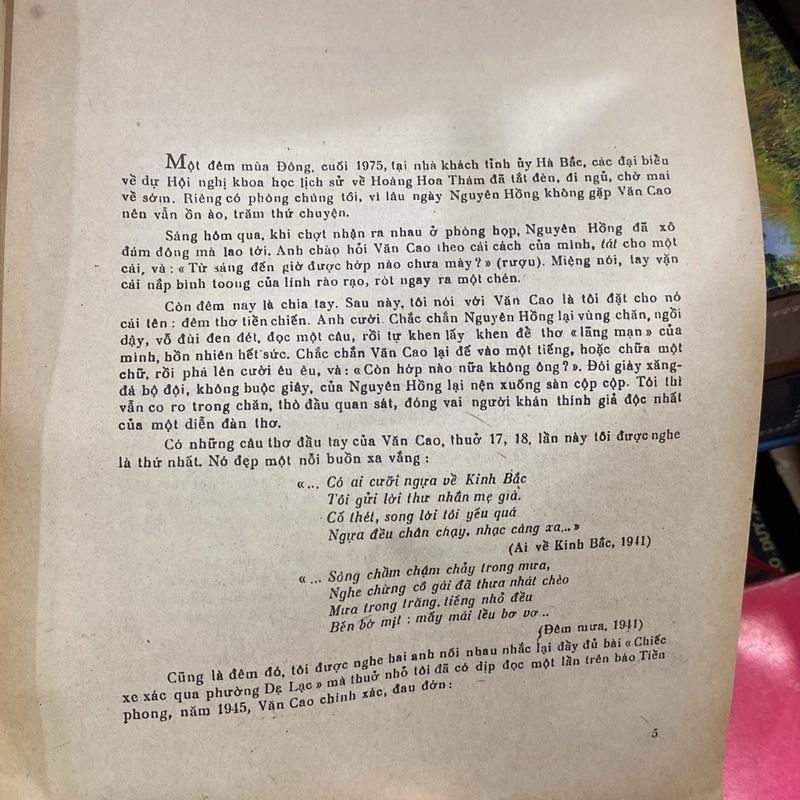 Một đêm mùa Đông, cuối 1975, tại nhà khách tỉnh ủy Hà Bắc, các đại biểu
về dự Hội nghị khoa học lịch sử về Hoàng Hoa Thám đã tắt đèn, đi ngủ, chờ mai
về sớm. Riêng có phòng chúng tôi, vì lâu ngày Nguyên Hồng không gặp Văn Cao
nên vẫn ồn ào, trăm thứ chuyện.
Sáng hôm qua, khi chợt nhận ra nhau ở phòng họp, Nguyên Hồng đã xô
đám đông mà lao tới. Anh chào hỏi Văn Cao theo cái cách của mình, tát cho một
cái, và : «Từ sáng đến giờ được hớp nào chưa mày?» (rượu). Miệng nói, tay vặn
cái nắp bình toong của lính rào rạo, rót ngay ra một chén.
Còn đêm nay là chia tay. Sau này, tôi nói với Văn Cao là tôi đặt cho nó
cái tên : đêm thơ tiền chiến. Anh cười. Chắc chắn Nguyên Hồng lại vùng chăn, ngồi
dậy, vỗ đùi đen đét, đọc một câu, rồi tự khen lấy khen để thơ «lãng mạn» của
mình, hồn nhiên hết sức. Chắc chắn Văn Cao lại đế vào một tiếng, hoặc chữa một
chữ, rồi phá lên cười êu êu, và: «Còn hớp nào nữa không ông?». Đôi giày xăng-
đá bộ đội, không buộc giây, của Nguyên Hồng lại nện xuống sàn cộp cộp. Tôi thì
vẫn co ro trong chăn, thò đầu quan sát, đóng vai người khán thính giả độc nhất
của một diễn đàn thơ.
Có những câu thơ đầu tay của Văn Cao, thuở 17, 18, lần này tôi được nghe
là thứ nhất. Nó đẹp một nỗi buồn xa vắng :
«... Có ai cưỡi ngựa về Kinh Bắc
Tôi gửi lời thư nhắn mẹ già.
Cố thét, song lời tôi yếu quá
Ngựa đều chân chạy, nhạc càng xa...»
(Ai về Kinh Bắc, 1941)
«... Sông chầm chậm chảy trong mưa,
Nghe chừng cô gái đã thưa nhát chèo
Mưa trong trăng, tiếng nhỏ đều
Bến bờ mịt : mấy mái lều bơ vơ...
(Đêm mưa, 1941)
Cũng là đêm đó, tôi được nghe hai anh nối nhau nhắc lại đầy đủ bài «Chiếc
xe xác qua phường Dạ Lạc» mà thuở nhỏ tôi đã có dịp đọc một lần trên báo Tiền
phong, năm 1945, Văn Cao chính xác, đau đớn :
5